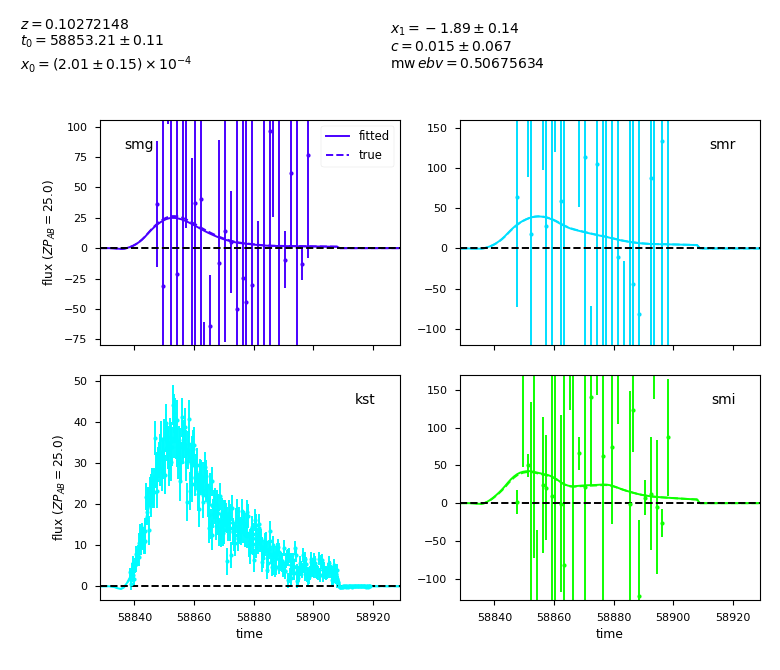 z = 0.10272148
t₀ = 58853.21 ± 0.11
x₀ = (2.01 ± 0.15) × 10⁻⁴
x₁ = −1.89 ± 0.14
c = 0.015 ± 0.067
mw ebv = 0.50675634
smg
fitted
true
100
75
50
25
0
−25
−50
−75
flux (ZP_AB = 25.0)
smr
150
100
50
0
−50
−100
kst
50
40
30
20
10
0
flux (ZP_AB = 25.0)
58840 58860 58880 58900 58920
time
smi
150
100
50
0
−50
−100
58840 58860 58880 58900 58920
time